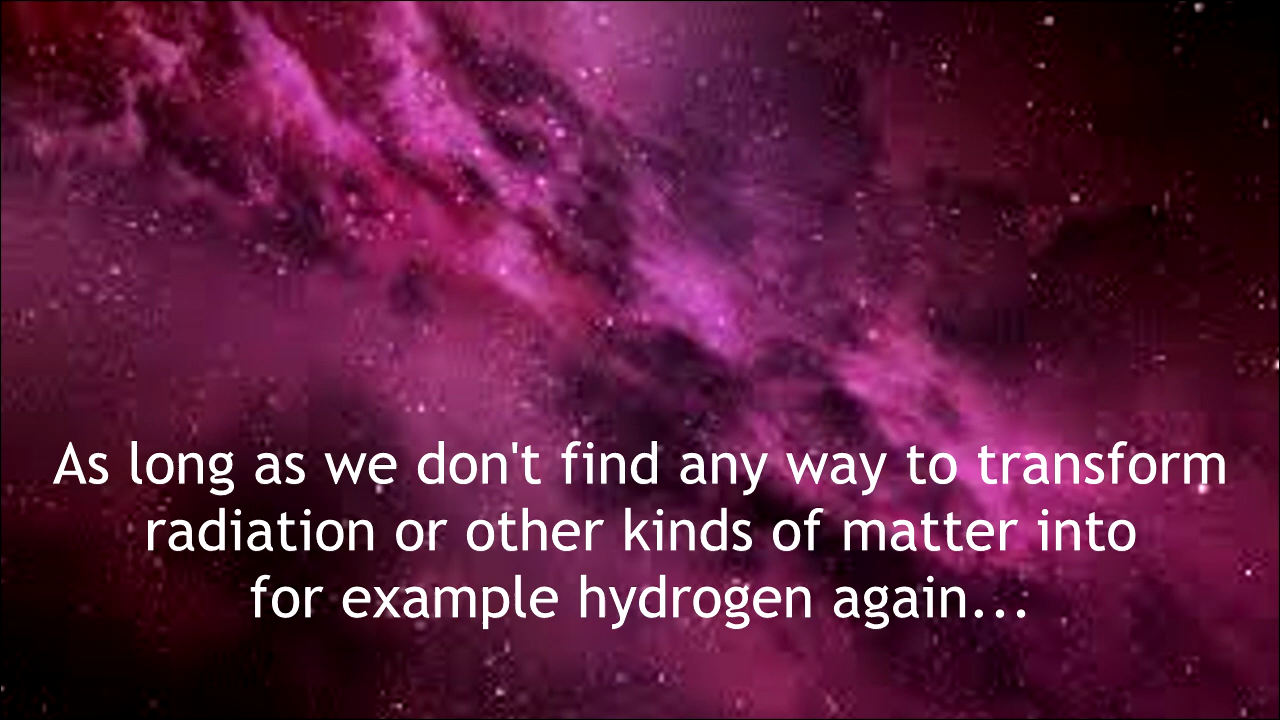 As long as we don't find any way to transform
radiation or other kinds of matter into
for example hydrogen again...